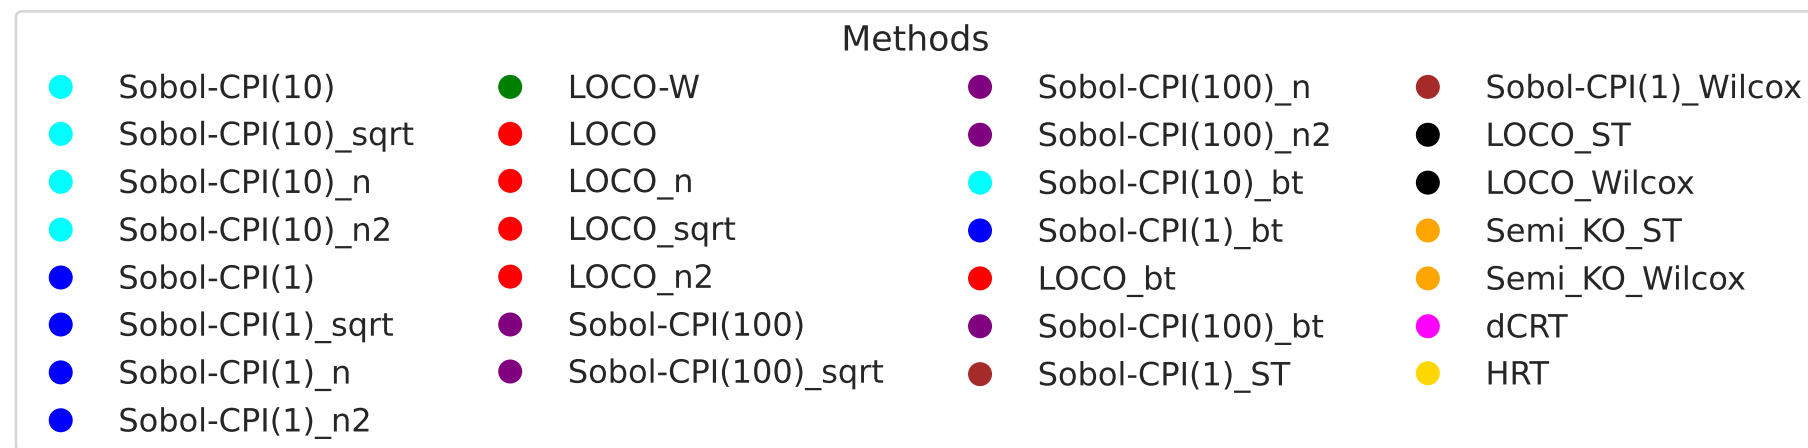 Methods
Sobol-CPI(10)
Sobol-CPI(10)_sqrt
Sobol-CPI(10)_n
Sobol-CPI(10)_n2
Sobol-CPI(1)
Sobol-CPI(1)_sqrt
Sobol-CPI(1)_n
Sobol-CPI(1)_n2
LOCO-W
LOCO
LOCO_n
LOCO_sqrt
LOCO_n2
Sobol-CPI(100)
Sobol-CPI(100)_sqrt
Sobol-CPI(100)_n
Sobol-CPI(100)_n2
Sobol-CPI(10)_bt
Sobol-CPI(1)_bt
LOCO_bt
Sobol-CPI(100)_bt
Sobol-CPI(1)_ST
Sobol-CPI(1)_Wilcox
LOCO_ST
LOCO_Wilcox
Semi_KO_ST
Semi_KO_Wilcox
dCRT
HRT